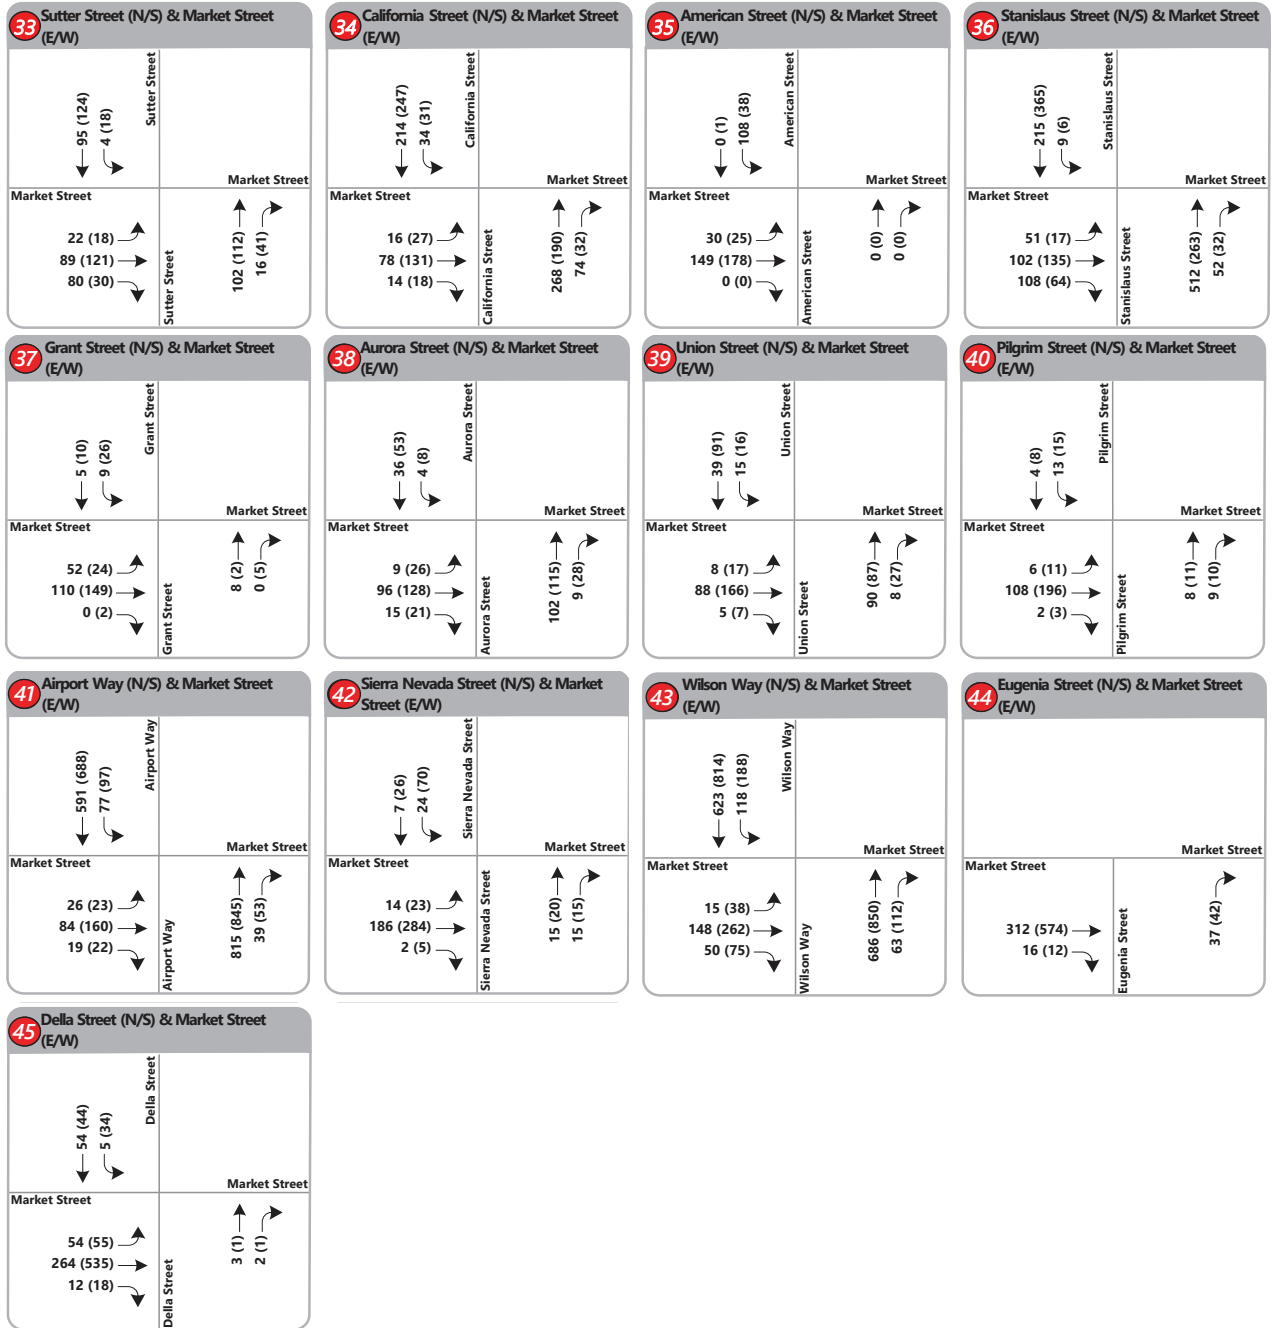 33 Sutter Street (N/S) & Market Street
(E/W)
95 (124)
4 (18)
Sutter Street
Market Street
Market Street
22 (18)
89 (121)
80 (30)
Sutter Street
102 (112)
16 (41)
34 California Street (N/S) & Market Street
(E/W)
214 (247)
34 (31)
California Street
Market Street
Market Street
16 (27)
78 (131)
14 (18)
California Street
268 (190)
74 (32)
35 American Street (N/S) & Market Street
(E/W)
0 (1)
108 (38)
American Street
Market Street
Market Street
30 (25)
149 (178)
0 (0)
American Street
0 (0)
0 (0)
36 Stanislaus Street (N/S) & Market Street
(E/W)
215 (365)
9 (6)
Stanislaus Street
Market Street
Market Street
51 (17)
102 (135)
108 (64)
Stanislaus Street
512 (263)
52 (32)
37 Grant Street (N/S) & Market Street
(E/W)
5 (10)
9 (26)
Grant Street
Market Street
Market Street
52 (24)
110 (149)
0 (2)
Grant Street
8 (2)
0 (5)
38 Aurora Street (N/S) & Market Street
(E/W)
36 (53)
4 (8)
Aurora Street
Market Street
Market Street
9 (26)
96 (128)
15 (21)
Aurora Street
102 (115)
9 (28)
39 Union Street (N/S) & Market Street
(E/W)
39 (91)
15 (16)
Union Street
Market Street
Market Street
8 (17)
88 (166)
5 (7)
Union Street
90 (87)
8 (27)
40 Pilgrim Street (N/S) & Market Street
(E/W)
4 (8)
13 (15)
Pilgrim Street
Market Street
Market Street
6 (11)
108 (196)
2 (3)
Pilgrim Street
8 (11)
9 (10)
41 Airport Way (N/S) & Market Street
(E/W)
591 (688)
77 (97)
Airport Way
Market Street
Market Street
26 (23)
84 (160)
19 (22)
Airport Way
815 (845)
39 (53)
42 Sierra Nevada Street (N/S) & Market
Street (E/W)
7 (26)
24 (70)
Sierra Nevada Street
Market Street
Market Street
14 (23)
186 (284)
2 (5)
Sierra Nevada Street
15 (20)
15 (15)
43 Wilson Way (N/S) & Market Street
(E/W)
623 (814)
118 (188)
Wilson Way
Market Street
Market Street
15 (38)
148 (262)
50 (75)
Wilson Way
686 (850)
63 (112)
44 Eugenia Street (N/S) & Market Street
(E/W)
Market Street
Market Street
312 (574)
16 (12)
Eugenia Street
37 (42)
45 Della Street (N/S) & Market Street
(E/W)
54 (44)
5 (34)
Della Street
Market Street
Market Street
54 (55)
264 (535)
12 (18)
Della Street
3 (1)
2 (1)